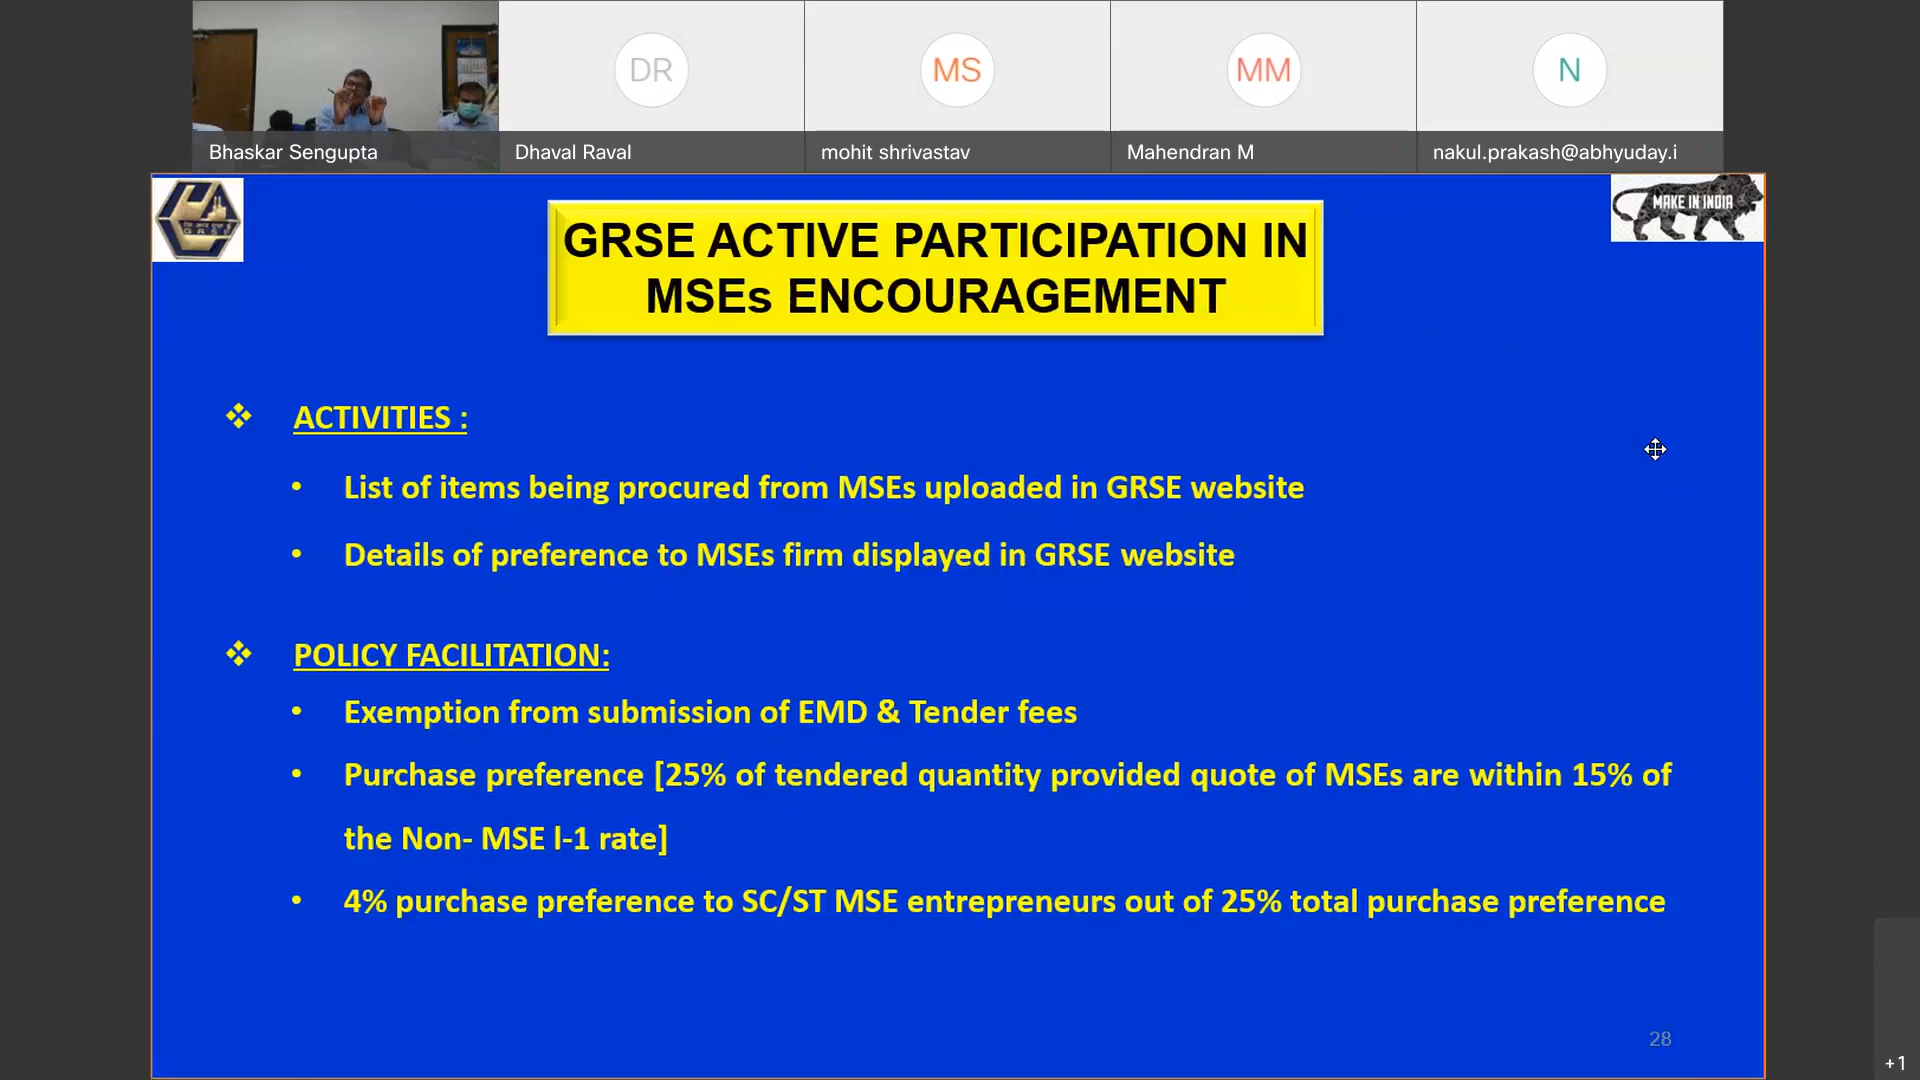 DR
MS
MM
N
Bhaskar Sengupta
Dhaval Raval
mohit shrivastav
Mahendran M
nakul.prakash@abhyuday.i
GRSE
MAKE IN INDIA
GRSE ACTIVE PARTICIPATION IN
MSEs ENCOURAGEMENT
❖ ACTIVITIES :
• List of items being procured from MSEs uploaded in GRSE website
• Details of preference to MSEs firm displayed in GRSE website
❖ POLICY FACILITATION:
• Exemption from submission of EMD & Tender fees
• Purchase preference [25% of tendered quantity provided quote of MSEs are within 15% of
the Non- MSE l-1 rate]
• 4% purchase preference to SC/ST MSE entrepreneurs out of 25% total purchase preference
28
+1